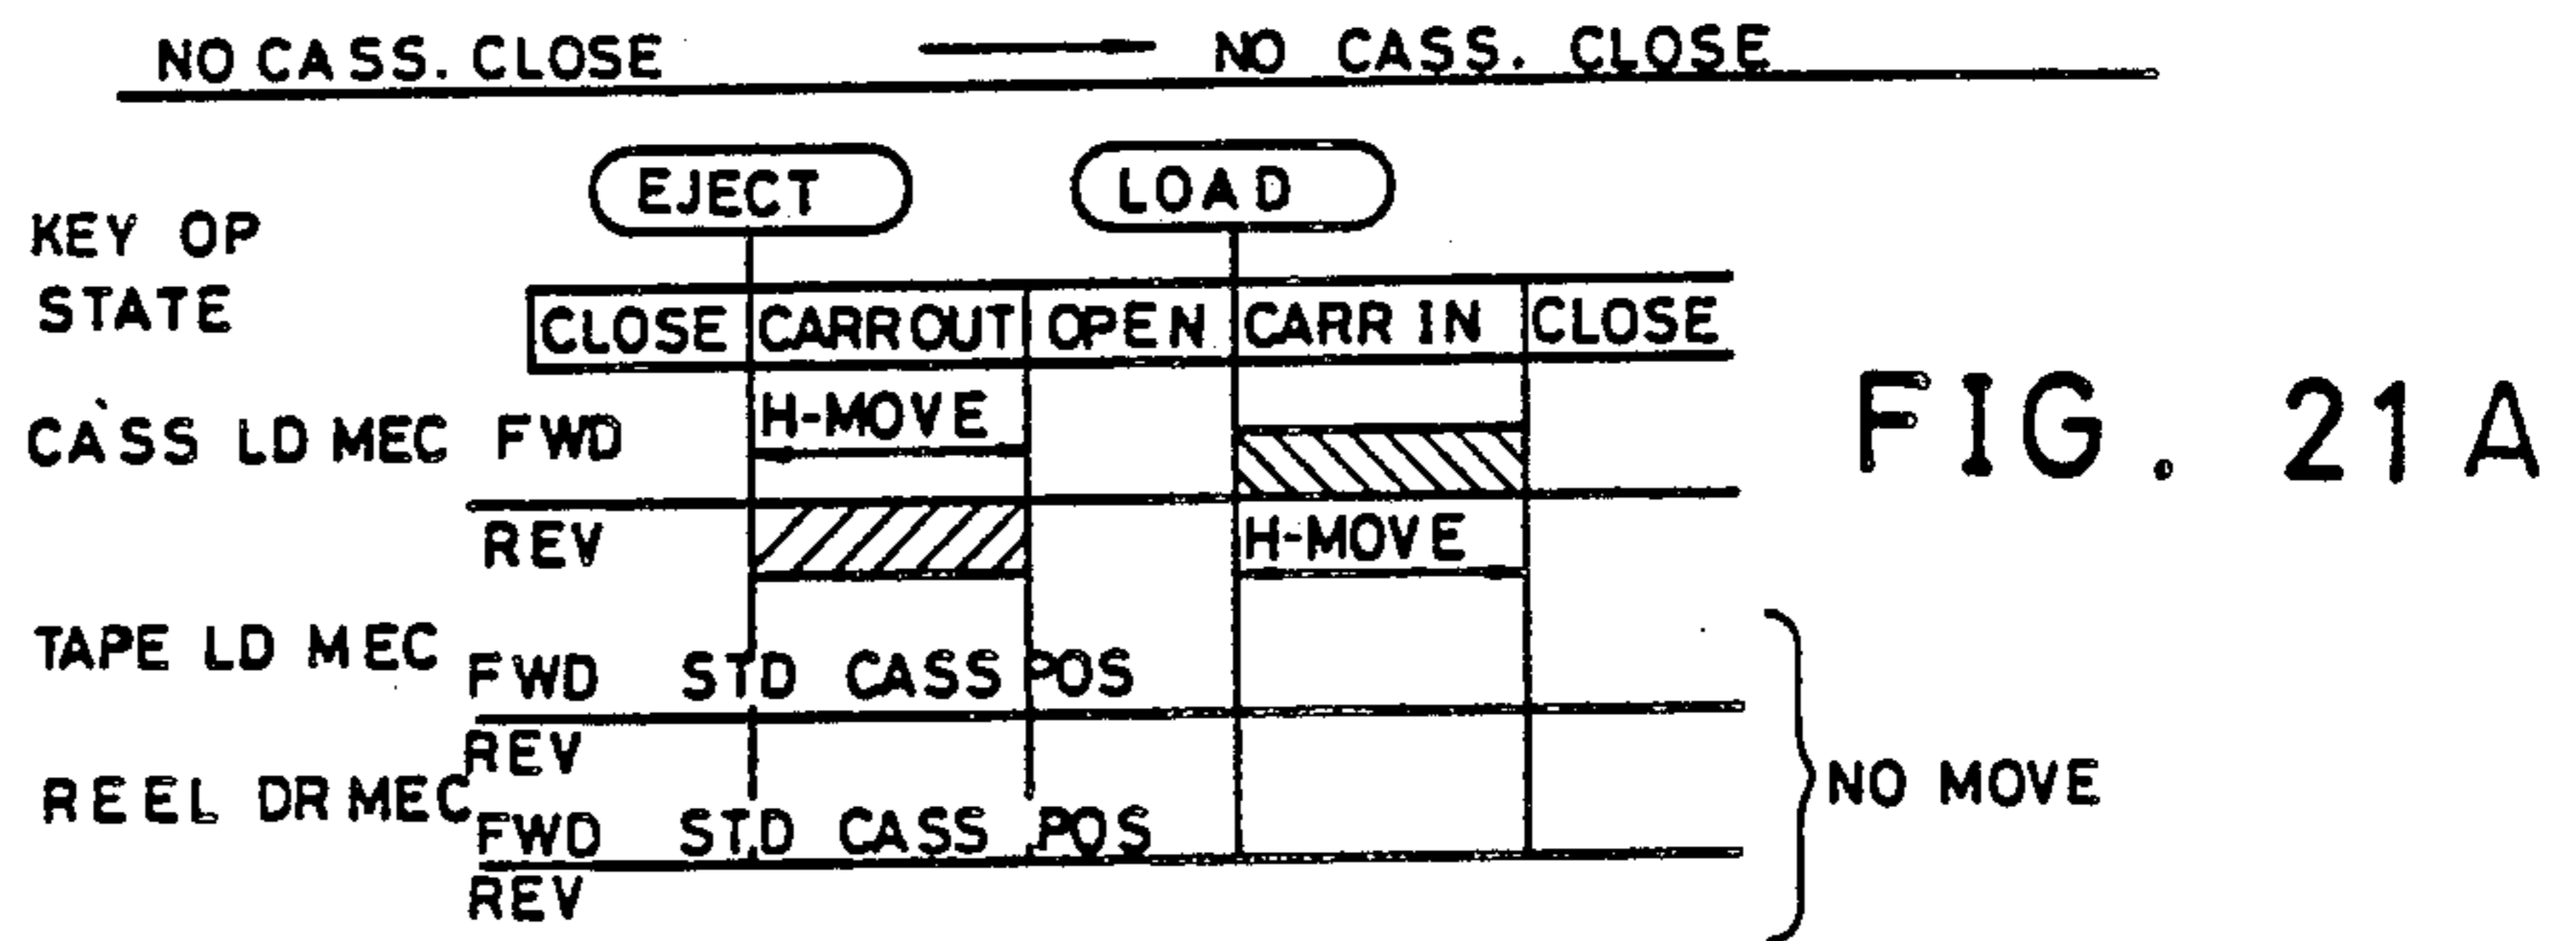 NO CASS. CLOSE → NO CASS. CLOSE
EJECT LOAD
KEY OP
STATE
CLOSE CARR OUT OPEN CARR IN CLOSE
CASS LD MEC FWD H-MOVE
REV H-MOVE
FIG. 21A
TAPE LD MEC
FWD STD CASS POS
REV
REEL DR MEC
FWD STD CASS POS
REV
NO MOVE